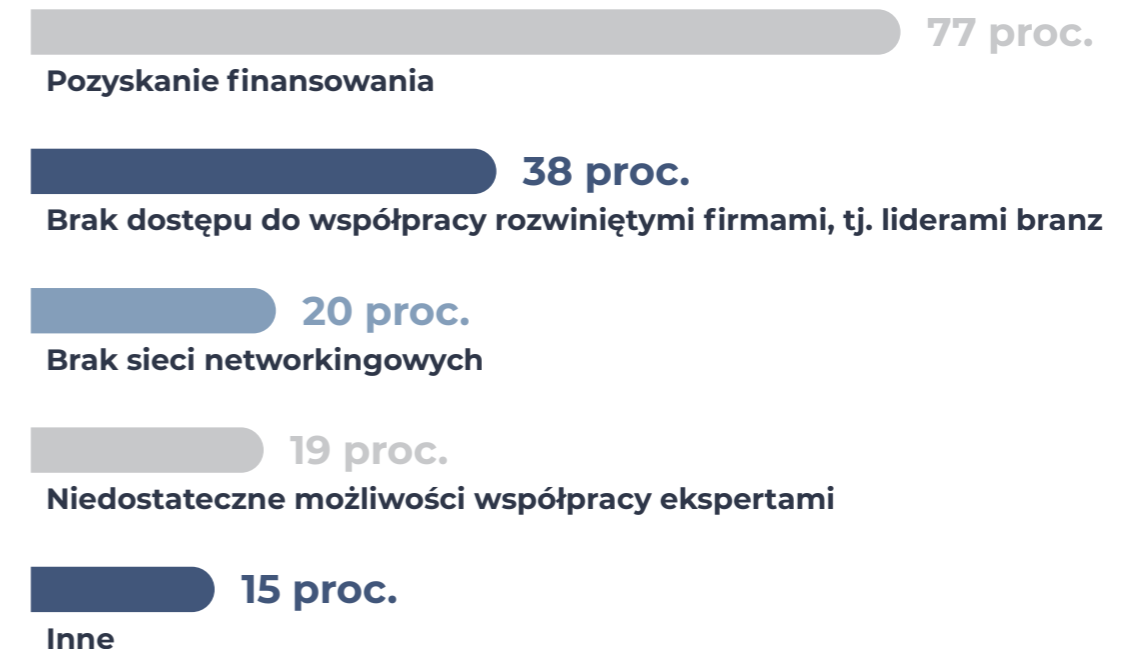 77 proc.
Pozyskanie finansowania
38 proc.
Brak dostępu do współpracy rozwiniętymi firmami, tj. liderami branz
20 proc.
Brak sieci networkingowych
19 proc.
Niedostateczne możliwości współpracy ekspertami
15 proc.
Inne